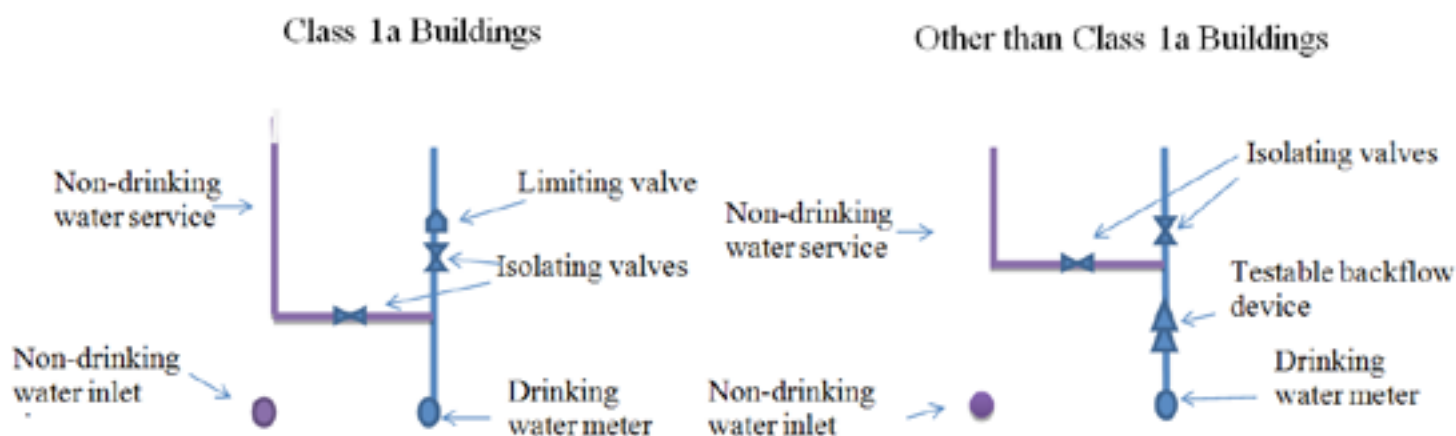 Class 1a Buildings
Non-drinking
water service
Limiting valve
Isolating valves
Non-drinking
water inlet
Drinking
water meter
Other than Class 1a Buildings
Isolating valves
Non-drinking
water service
Testable backflow
device
Drinking
water meter
Non-drinking
water inlet